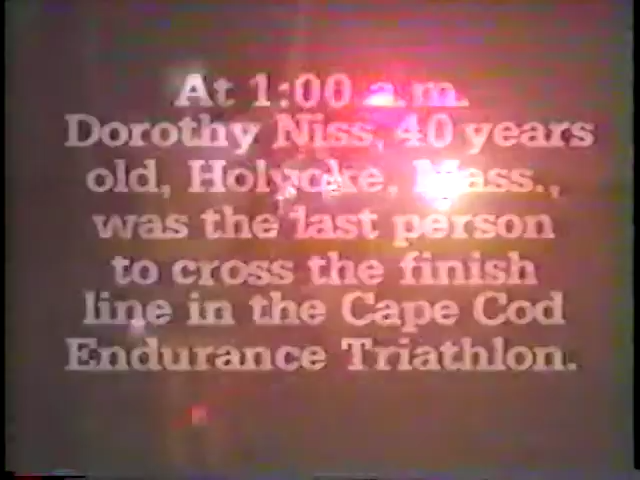 At 1:00 a.m.
Dorothy Niss, 40 years
old, Holyoke, Mass.,
was the last person
to cross the finish
line in the Cape Cod
Endurance Triathlon.